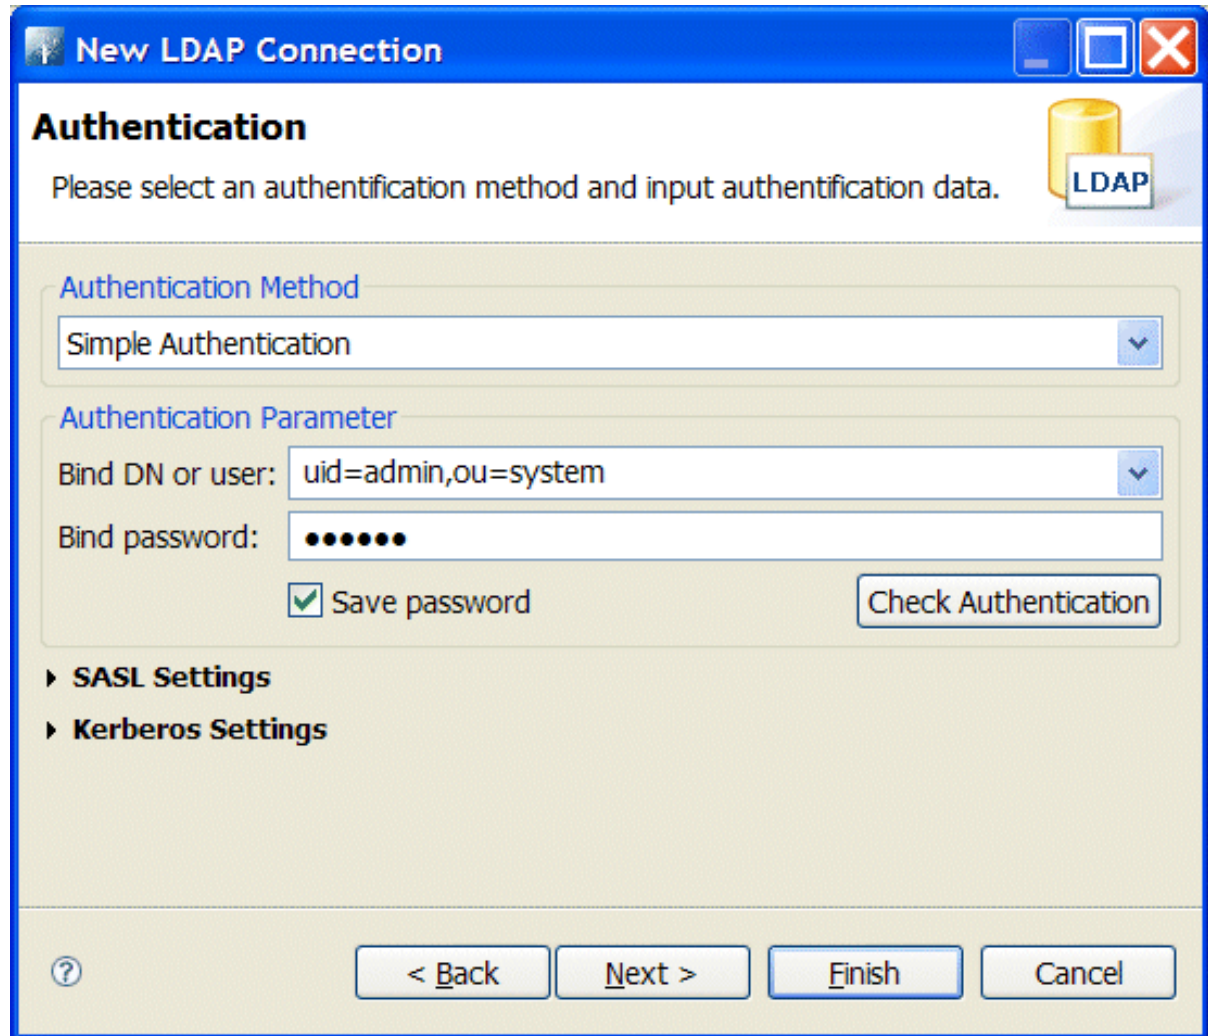 New LDAP Connection
Authentication
Please select an authentification method and input authentification data.
LDAP
Authentication Method
Simple Authentication
Authentication Parameter
Bind DN or user: uid=admin,ou=system
Bind password: ●●●●●●
Save password Check Authentication
SASL Settings
Kerberos Settings
? < Back Next > Finish Cancel